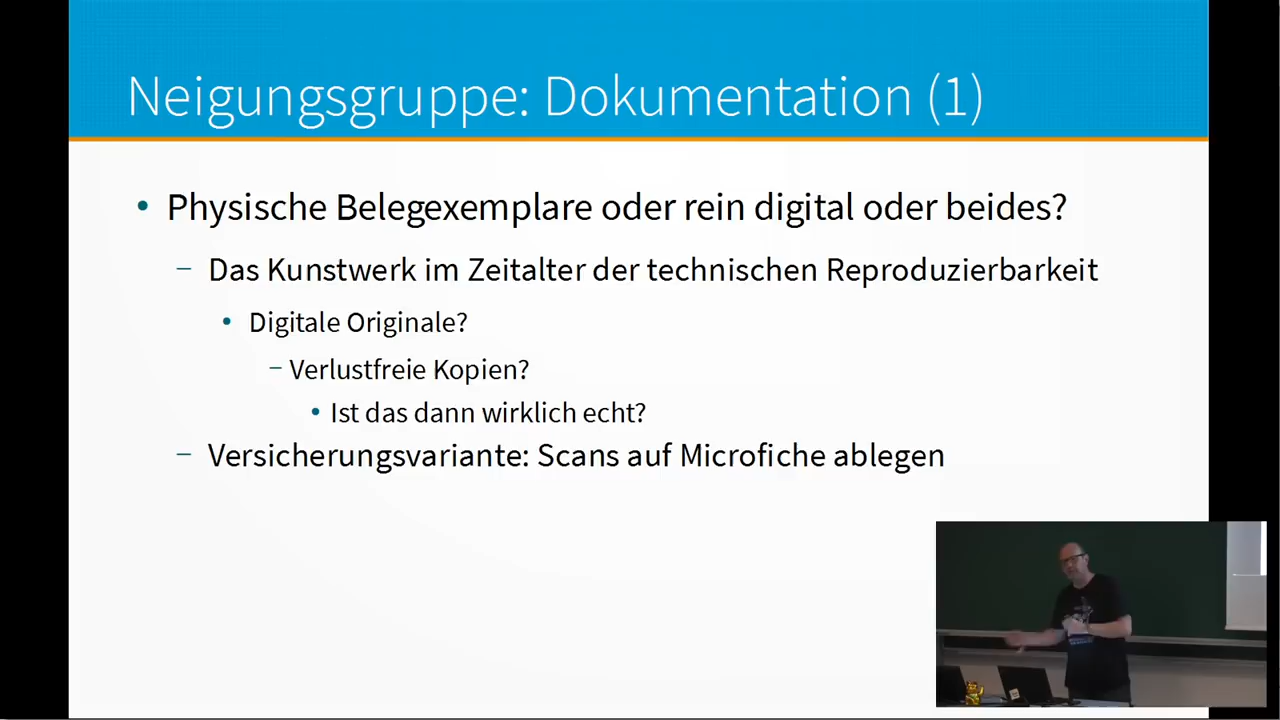 Neigungsgruppe: Dokumentation (1)
• Physische Belegexemplare oder rein digital oder beides?
– Das Kunstwerk im Zeitalter der technischen Reproduzierbarkeit
• Digitale Originale?
– Verlustfreie Kopien?
• Ist das dann wirklich echt?
– Versicherungsvariante: Scans auf Microfiche ablegen